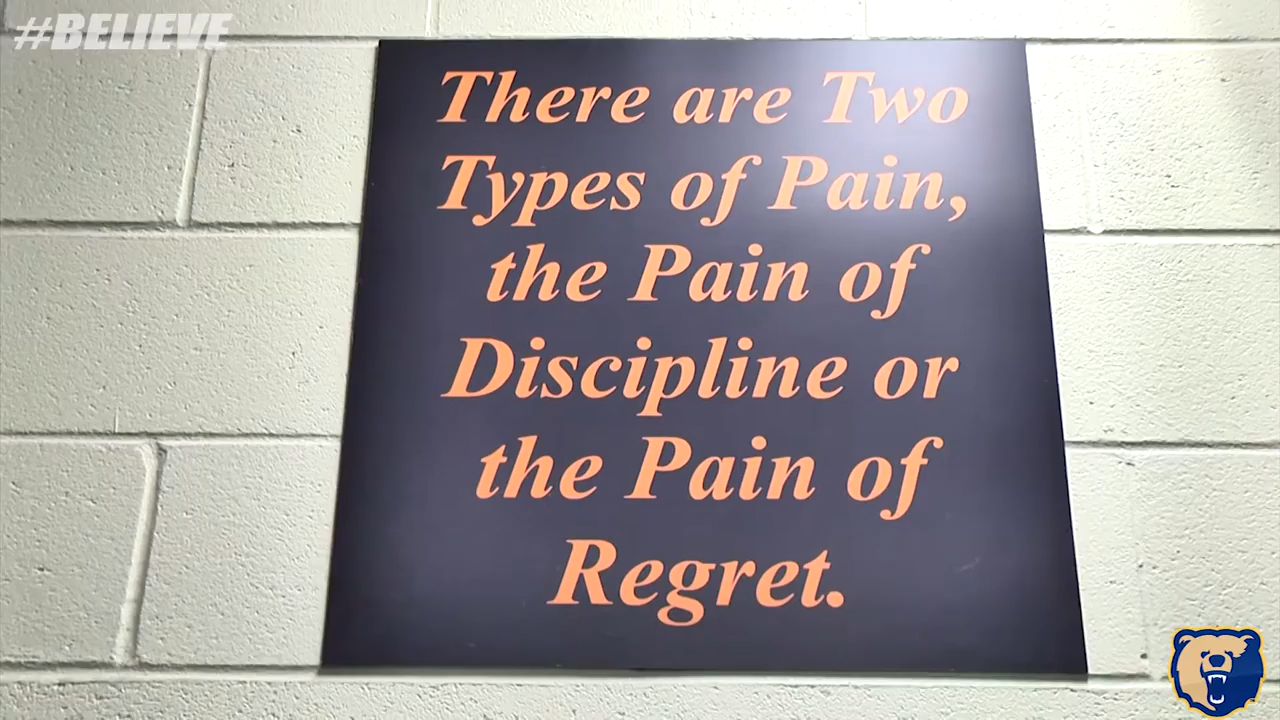 #BELIEVE
There are Two
Types of Pain,
the Pain of
Discipline or
the Pain of
Regret.